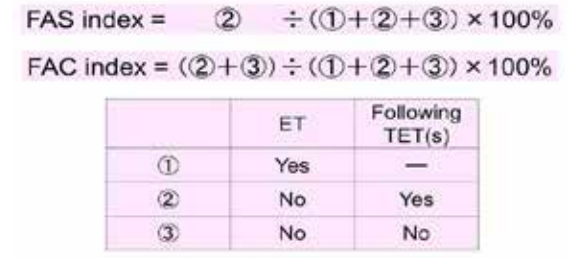 FAS index = ② ÷(①+②+③) × 100%
FAC index = (②+③)÷(①+②+③) × 100%
ET Following TET(s)
① Yes —
② No Yes
③ No No